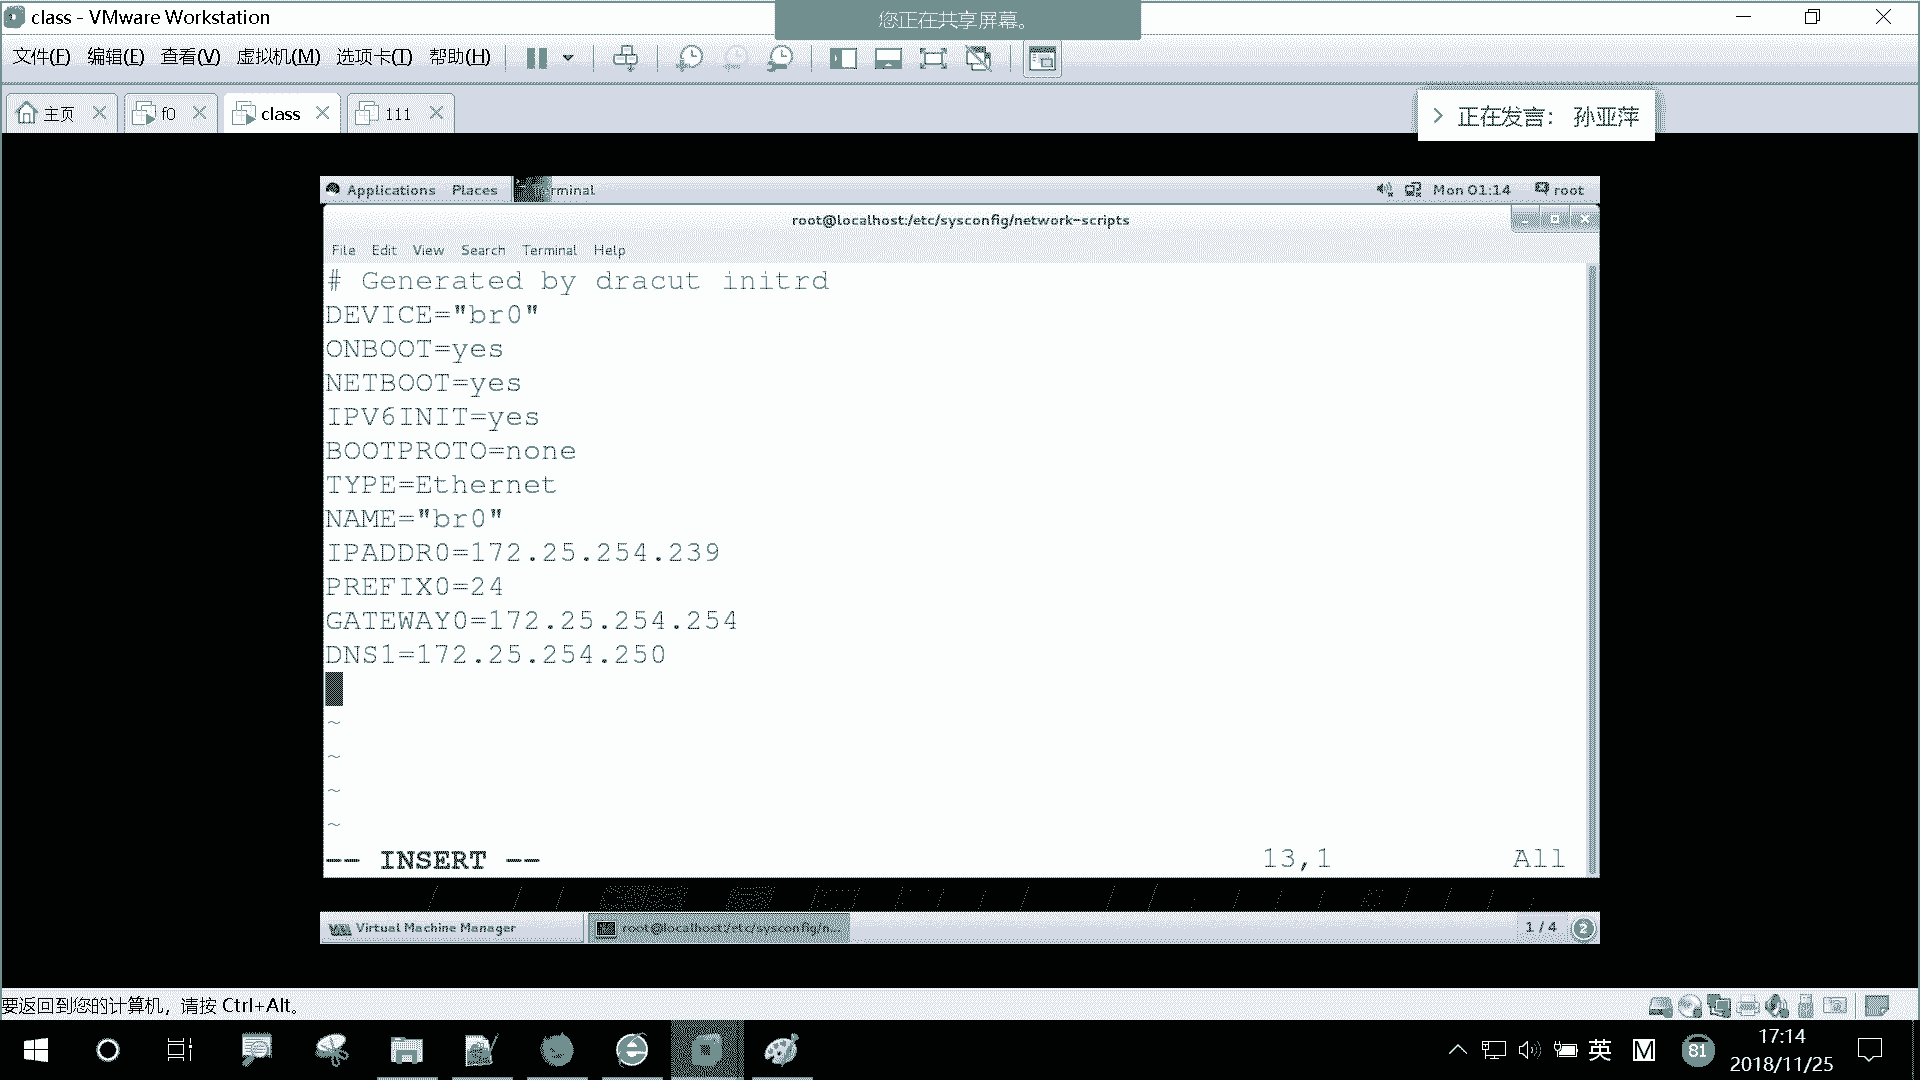 class - VMware Workstation
您正在共享屏幕。
文件(F) 编辑(E) 查看(V) 虚拟机(M) 选项卡(T) 帮助(H)
主页 f0 class 111
正在发言: 孙亚萍
Applications Places Mon 01:14 root
root@localhost:/etc/sysconfig/network-scripts
File Edit View Search Terminal Help
# Generated by dracut initrd
DEVICE="br0"
ONBOOT=yes
NETBOOT=yes
IPV6INIT=yes
BOOTPROTO=none
TYPE=Ethernet
NAME="br0"
IPADDR0=172.25.254.239
PREFIX0=24
GATEWAY0=172.25.254.254
DNS1=172.25.254.250
~
~
~
~
-- INSERT -- 13,1 All
Virtual Machine Manager root@localhost:/etc/sysconfig/n... 1 / 4 2
要返回到您的计算机，请按 Ctrl+Alt。
英 M 81 17:14
2018/11/25